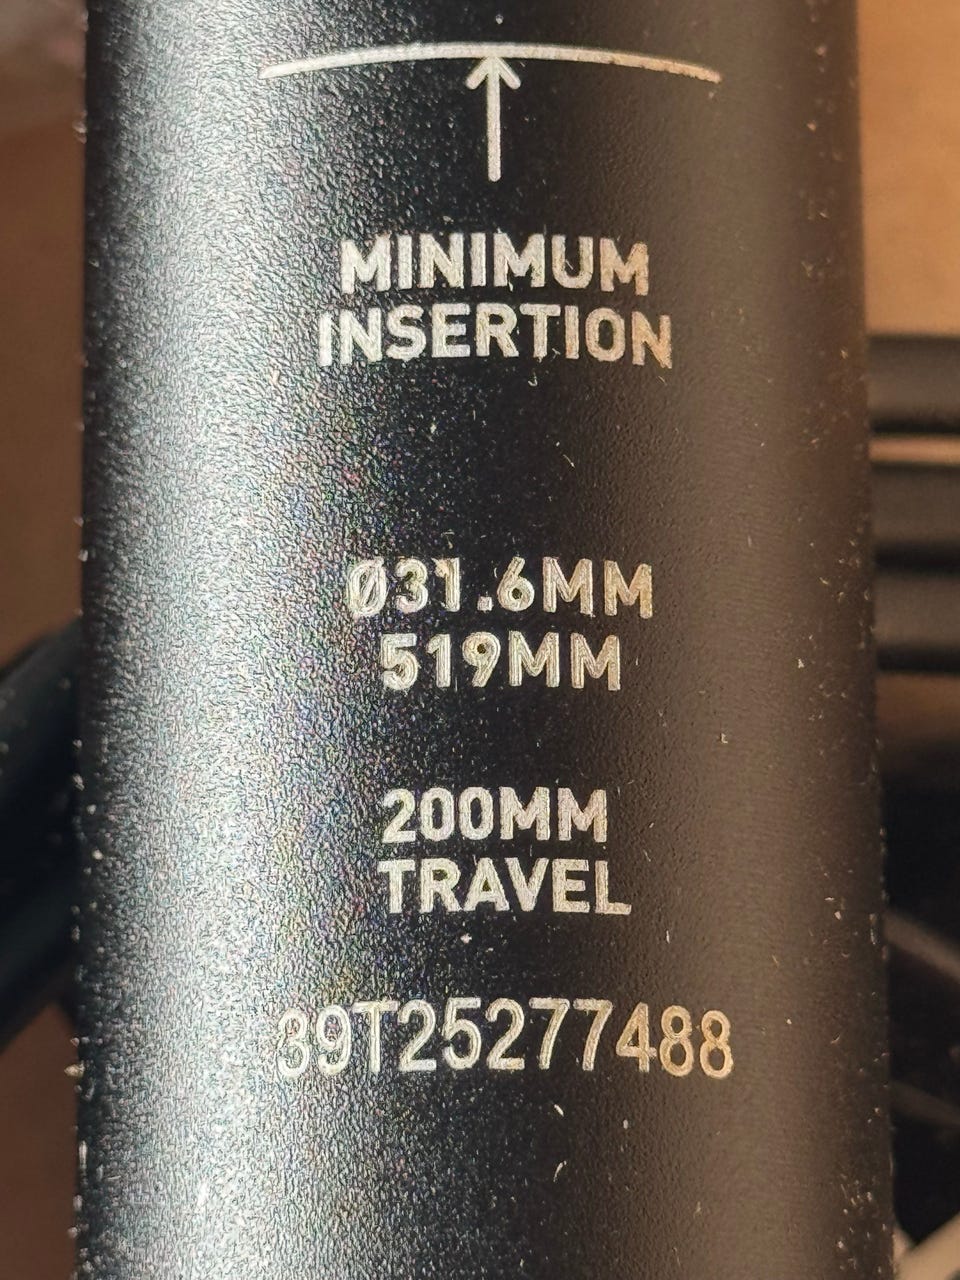 MINIMUM
INSERTION
Ø31.6MM
519MM
200MM
TRAVEL
39T25277488